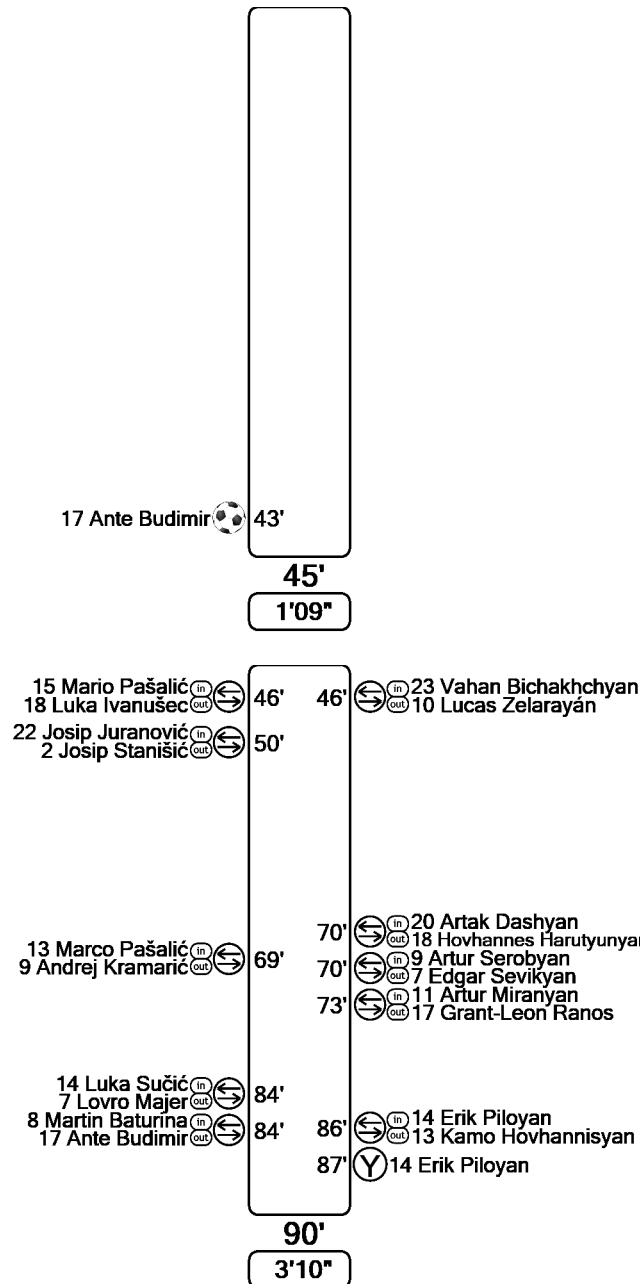 17 Ante Budimir 43'
45'
1'09"
15 Mario Pašalić in 46'
18 Luka Ivanušec out
46' in 23 Vahan Bichakhchyan
out 10 Lucas Zelarayán
22 Josip Juranović in 50'
2 Josip Stanišić out
70' in 20 Artak Dashyan
out 18 Hovhannes Harutyunyan
13 Marco Pašalić in 69'
9 Andrej Kramarić out
70' in 9 Artur Serobyan
out 7 Edgar Sevikyan
73' in 11 Artur Miranyan
out 17 Grant-Leon Ranos
14 Luka Sučić in 84'
7 Lovro Majer out
8 Martin Baturina in 84'
17 Ante Budimir out
86' in 14 Erik Piloyan
out 13 Kamo Hovhannisyan
87' Y 14 Erik Piloyan
90'
3'10"